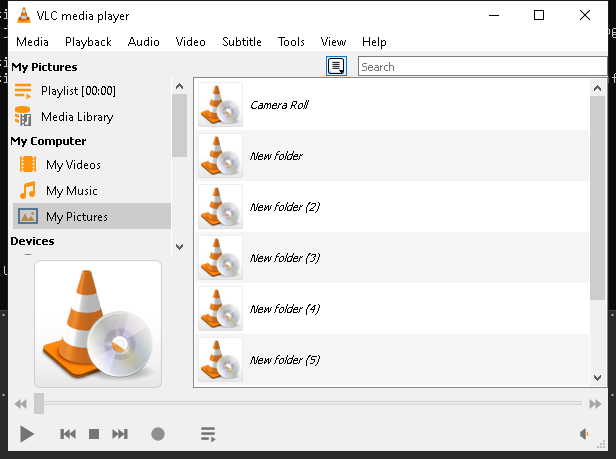 VLC media player
Media Playback Audio Video Subtitle Tools View Help
My Pictures
Search
Playlist [00:00]
Media Library
My Computer
My Videos
My Music
My Pictures
Devices
Camera Roll
New folder
New folder (2)
New folder (3)
New folder (4)
New folder (5)